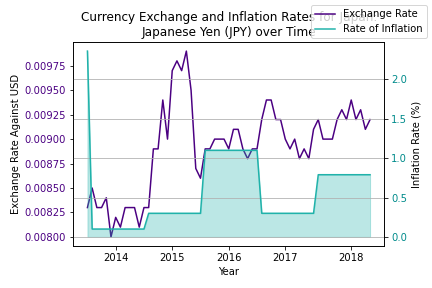 Currency Exchange and Inflation Rates for Japan:
Japanese Yen (JPY) over Time
Exchange Rate
Rate of Inflation
Exchange Rate Against USD
0.00975
0.00950
0.00925
0.00900
0.00875
0.00850
0.00825
0.00800
2.0
1.5
1.0
0.5
0.0
Inflation Rate (%)
2014
2015
2016
2017
2018
Year